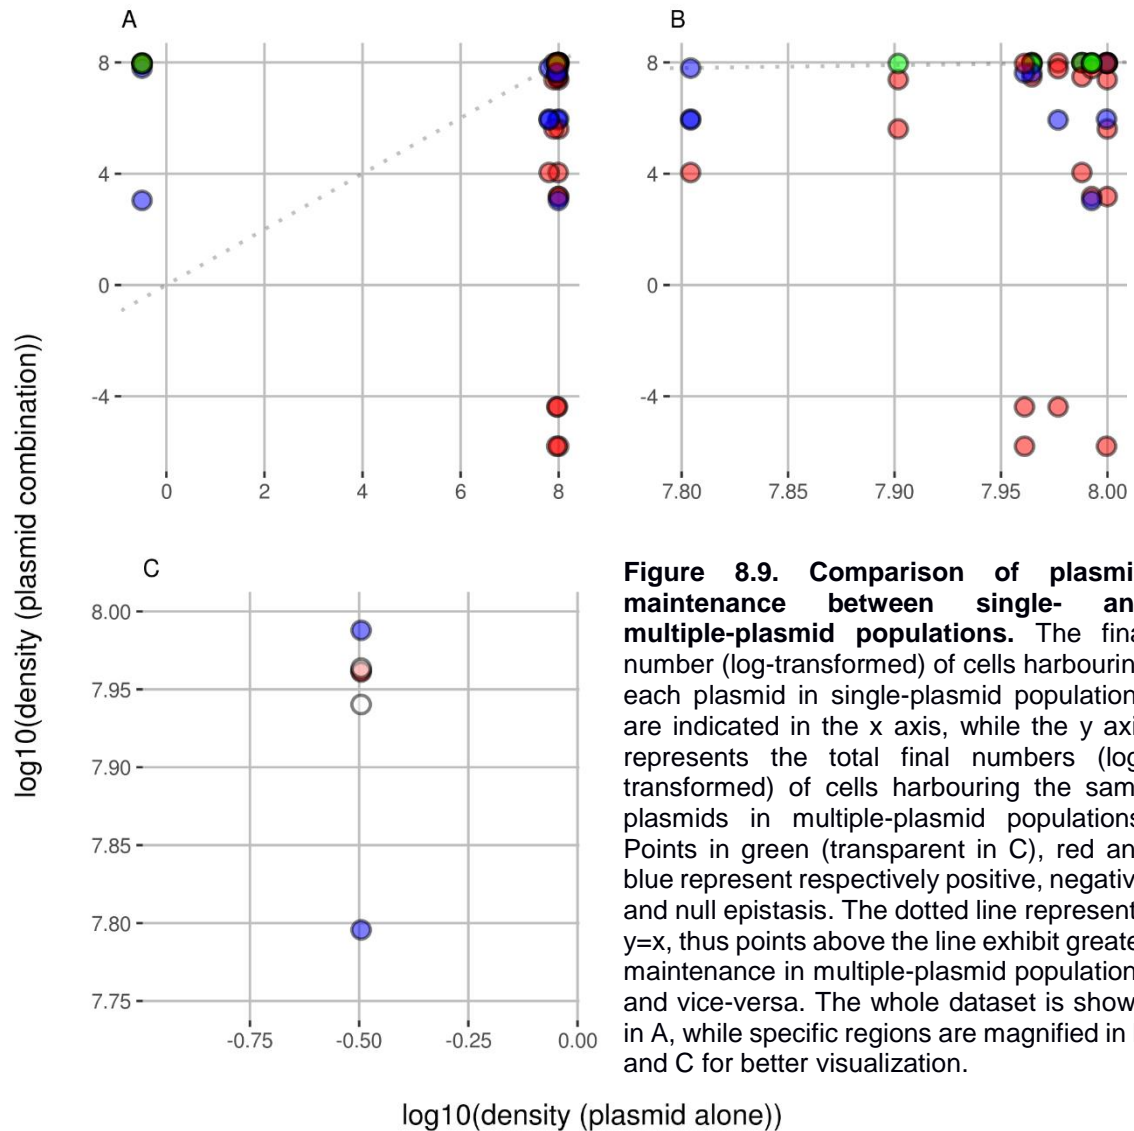 A
8
4
0
-4
0 2 4 6 8
B
8
4
0
-4
7.80 7.85 7.90 7.95 8.00
log10(density (plasmid combination))
C
8.00
7.95
7.90
7.85
7.80
7.75
-0.75 -0.50 -0.25 0.00
log10(density (plasmid alone))
Figure 8.9. Comparison of plasmi
maintenance between single- an
multiple-plasmid populations. The fina
number (log-transformed) of cells harbourin
each plasmid in single-plasmid population
are indicated in the x axis, while the y axi
represents the total final numbers (log
transformed) of cells harbouring the sam
plasmids in multiple-plasmid populations
Points in green (transparent in C), red an
blue represent respectively positive, negativ
and null epistasis. The dotted line represent
y=x, thus points above the line exhibit greate
maintenance in multiple-plasmid population
and vice-versa. The whole dataset is show
in A, while specific regions are magnified in
and C for better visualization.